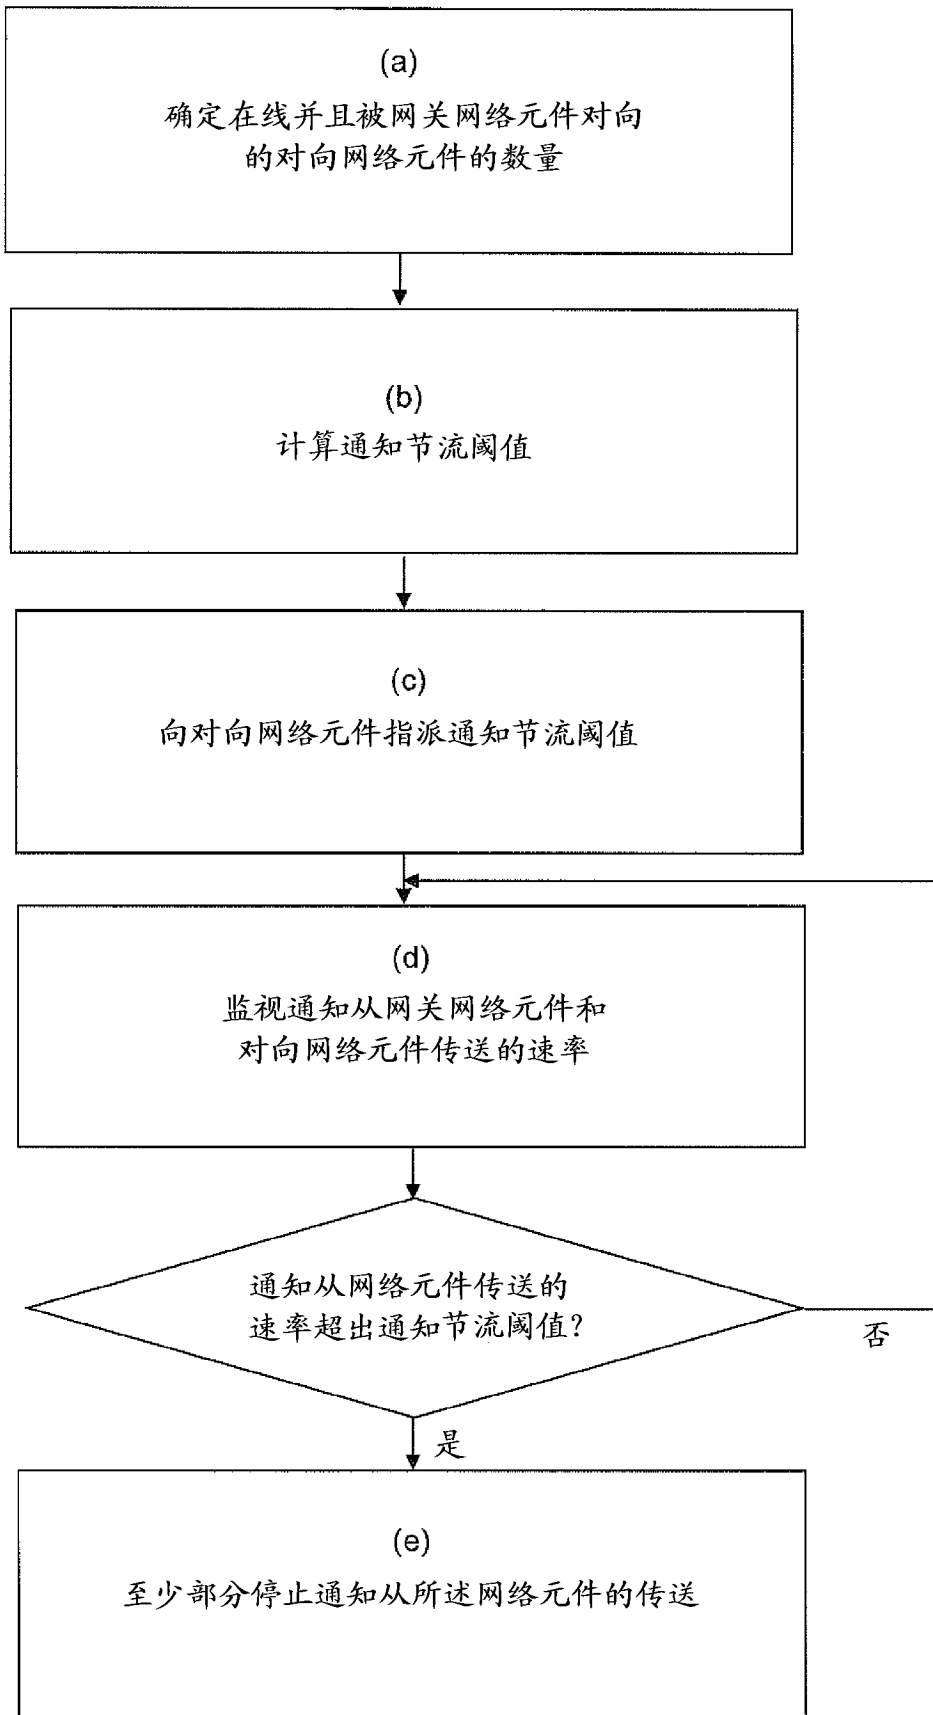 (a)
确定在线并且被网关网络元件对向
的对向网络元件的数量
(b)
计算通知节流阈值
(c)
向对向网络元件指派通知节流阈值
(d)
监视通知从网关网络元件和
对向网络元件传送的速率
通知从网络元件传送的
速率超出通知节流阈值?
否
是
(e)
至少部分停止通知从所述网络元件的传送